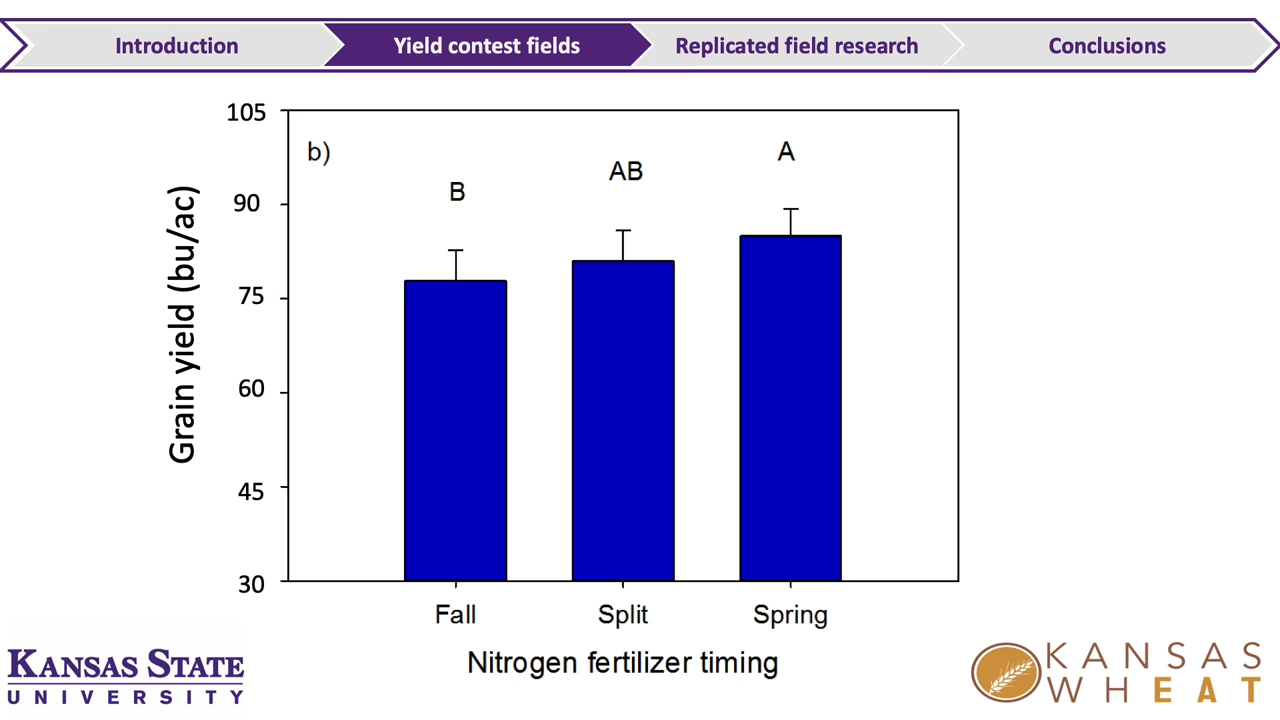 Introduction
Yield contest fields
Replicated field research
Conclusions
105
90
75
60
45
30
Grain yield (bu/ac)
b)
B
AB
A
Fall
Split
Spring
Nitrogen fertilizer timing
KANSAS STATE
UNIVERSITY
KANSAS
WHEAT